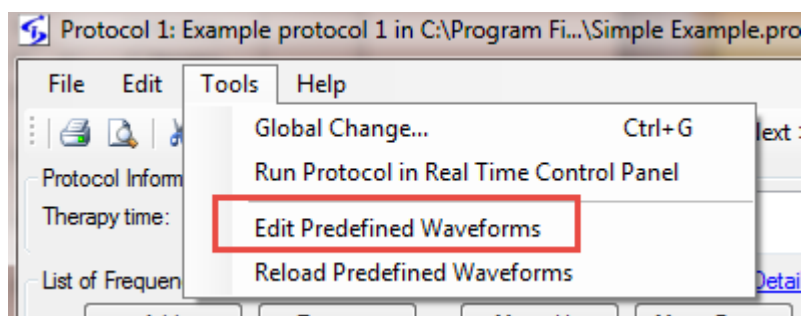 Protocol 1: Example protocol 1 in C:\Program Fi...\Simple Example.pro
File Edit Tools Help
Global Change... Ctrl+G
Run Protocol in Real Time Control Panel
Protocol Inform
Therapy time:
Edit Predefined Waveforms
Reload Predefined Waveforms
List of Frequen